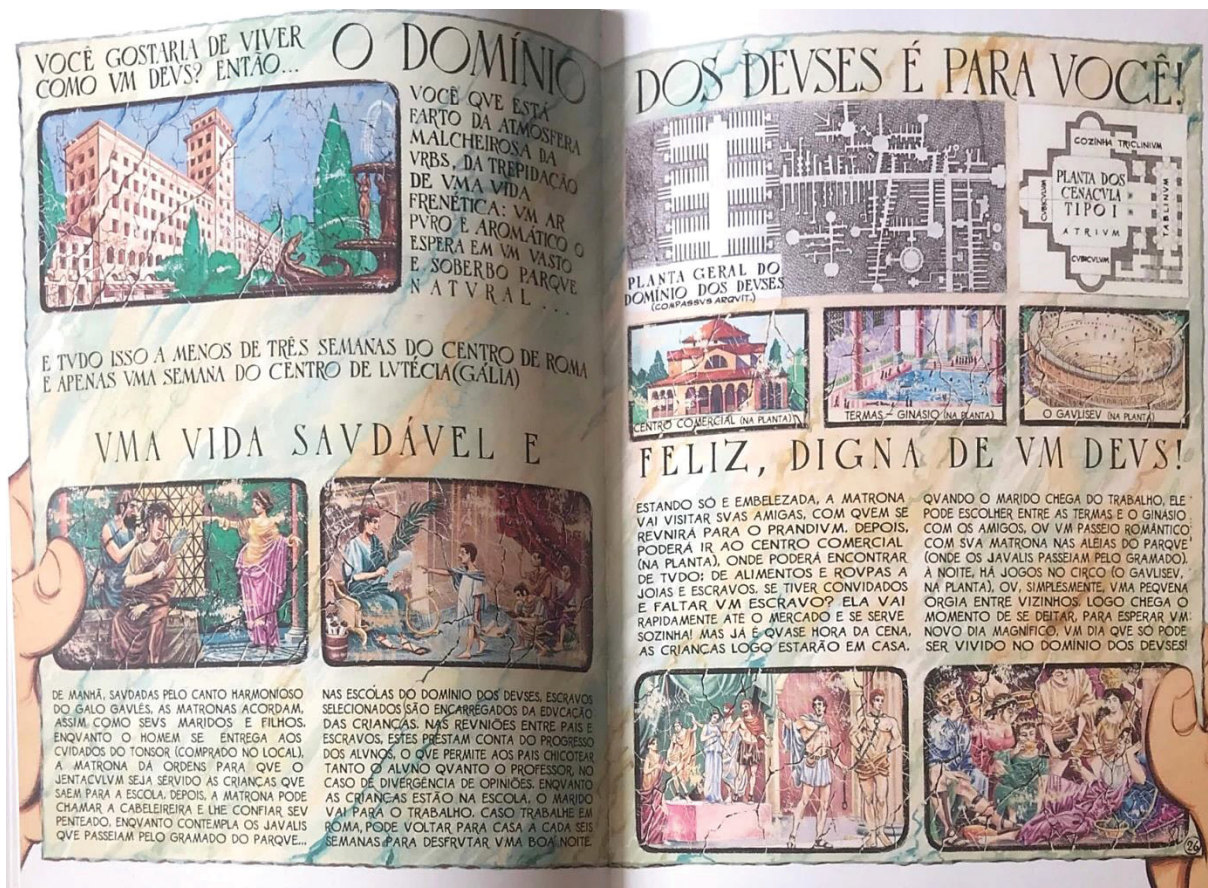 VOCÊ GOSTARIA DE VIVER
COMO VM DEVS? ENTÃO...
O DOMÍNIO
DOS DEVSES É PARA VOCÊ!
VOCÊ QVE ESTÁ
FARTO DA ATMOSFERA
MALCHEIROSA DA
VRBS, DA TREPIDAÇÃO
DE VMA VIDA
FRENÉTICA: VM AR
PVRO E AROMÁTICO O
ESPERA EM VM VASTO
E SOBERBO PARQVE
NATVRAL...
E TVDO ISSO A MENOS DE TRÊS SEMANAS DO CENTRO DE ROMA
E APENAS VMA SEMANA DO CENTRO DE LVTÉCIA(GÁLIA)
PLANTA GERAL DO
DOMÍNIO DOS DEVSES
(COMPASSVS ARQVIT.)
COZINHA TRICLINIVM
PLANTA DOS
CENACVLA
TIPO I
ATRIVM
CVBICVLVM
CVBICVLVM
TABLINVM
CENTRO COMERCIAL (NA PLANTA)
TERMAS - GINÁSIO (NA PLANTA)
O GAVLISEV (NA PLANTA)
VMA VIDA SAVDÁVEL E
FELIZ, DIGNA DE VM DEVS!
DE MANHÃ, SAVDADAS PELO CANTO HARMONIOSO
DO GALO GAVLÊS, AS MATRONAS ACORDAM,
ASSIM COMO SEVS MARIDOS E FILHOS.
ENQVANTO O HOMEM SE ENTREGA AOS
CVIDADOS DO TONSOR (COMPRADO NO LOCAL),
A MATRONA DÁ ORDENS PARA QVE O
JENTACVLVM SEJA SERVIDO ÀS CRIANÇAS QVE
SAEM PARA A ESCOLA. DEPOIS, A MATRONA PODE
CHAMAR A CABELEIREIRA E LHE CONFIAR SEV
PENTEADO, ENQVANTO CONTEMPLA OS JAVALIS
QVE PASSEIAM PELO GRAMADO DO PARQVE...
NAS ESCOLAS DO DOMÍNIO DOS DEVSES, ESCRAVOS
SELECIONADOS SÃO ENCARREGADOS DA EDVCAÇÃO
DAS CRIANÇAS. NAS REVNIÕES ENTRE PAIS E
ESCRAVOS, ESTES PRESTAM CONTA DO PROGRESSO
DOS ALVNOS, O QVE PERMITE AOS PAIS CHICOTEAR
TANTO O ALVNO QVANTO O PROFESSOR, NO
CASO DE DIVERGÊNCIA DE OPINIÕES. ENQVANTO
AS CRIANÇAS ESTÃO NA ESCOLA, O MARIDO
VAI PARA O TRABALHO. CASO TRABALHE EM
ROMA, PODE VOLTAR PARA CASA A CADA SEIS
SEMANAS PARA DESFRVTAR VMA BOA NOITE
ESTANDO SÓ E EMBELEZADA, A MATRONA
VAI VISITAR SVAS AMIGAS, COM QVEM SE
REVNIRÁ PARA O PRANDIVM. DEPOIS,
PODERÁ IR AO CENTRO COMERCIAL
(NA PLANTA), ONDE PODERÁ ENCONTRAR
DE TVDO: DE ALIMENTOS E ROVPAS A
JOIAS E ESCRAVOS. SE TIVER CONVIDADOS
E FALTAR VM ESCRAVO? ELA VAI
RAPIDAMENTE ATÉ O MERCADO E SE SERVE
SOZINHA! MAS JÁ É QVASE HORA DA CENA,
AS CRIANÇAS LOGO ESTARÃO EM CASA.
QVANDO O MARIDO CHEGA DO TRABALHO, ELE
PODE ESCOLHER ENTRE AS TERMAS E O GINÁSIO
COM OS AMIGOS, OV VM PASSEIO ROMÂNTICO
COM SVA MATRONA NAS ALEIAS DO PARQVE
(ONDE OS JAVALIS PASSEIAM PELO GRAMADO).
À NOITE, HÁ JOGOS NO CIRCO (O GAVLISEV,
NA PLANTA), OV, SIMPLESMENTE, VMA PEQVENA
ORGIA ENTRE VIZINHOS. LOGO CHEGA O
MOMENTO DE SE DEITAR, PARA ESPERAR VM
NOVO DIA MAGNÍFICO, VM DIA QVE SÓ PODE
SER VIVIDO NO DOMÍNIO DOS DEVSES!
26